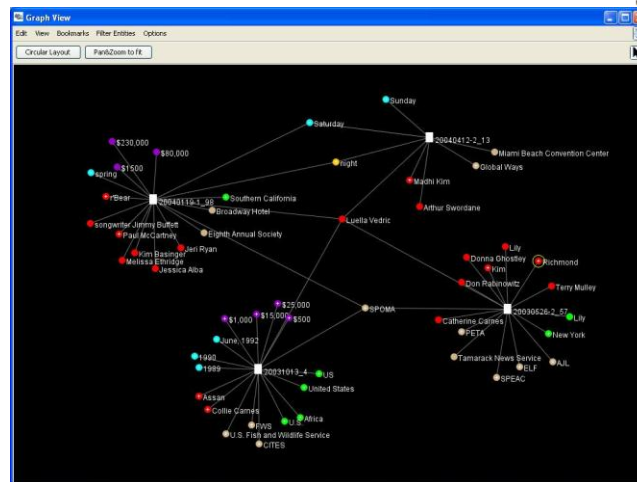 Graph View
Edit View Bookmarks Filter Entities Options
Circular Layout Pan&Zoom to fit
Sunday
Saturday
$230,000
$80,000
20040412-2_13
$1500
Miami Beach Convention Center
night
spring
Global Ways
Madhi Kim
r'Bear
Southern California
20040119-1_98
Arthur Swordane
Broadway Hotel
Luella Vedric
songwriter Jimmy Buffett
Eighth Annual Society
Paul McCartney
Jeri Ryan
Lily
Kim Basinger
Donna Ghostley
Richmond
Melissa Ethridge
Kim
Jessica Alba
Don Rabinowitz
Terry Mulley
$25,000
SPOMA
20030526-2_57
$15,000
$1,000
$500
Catherine Carnes
Lily
PETA
New York
June, 1992
1990
Tamarack News Service
AJL
1989
20031013_4
US
ELF
SPEAC
United States
Assan
Collie Carnes
Africa
FWS
U.S.
U.S. Fish and Wildlife Service
CITES